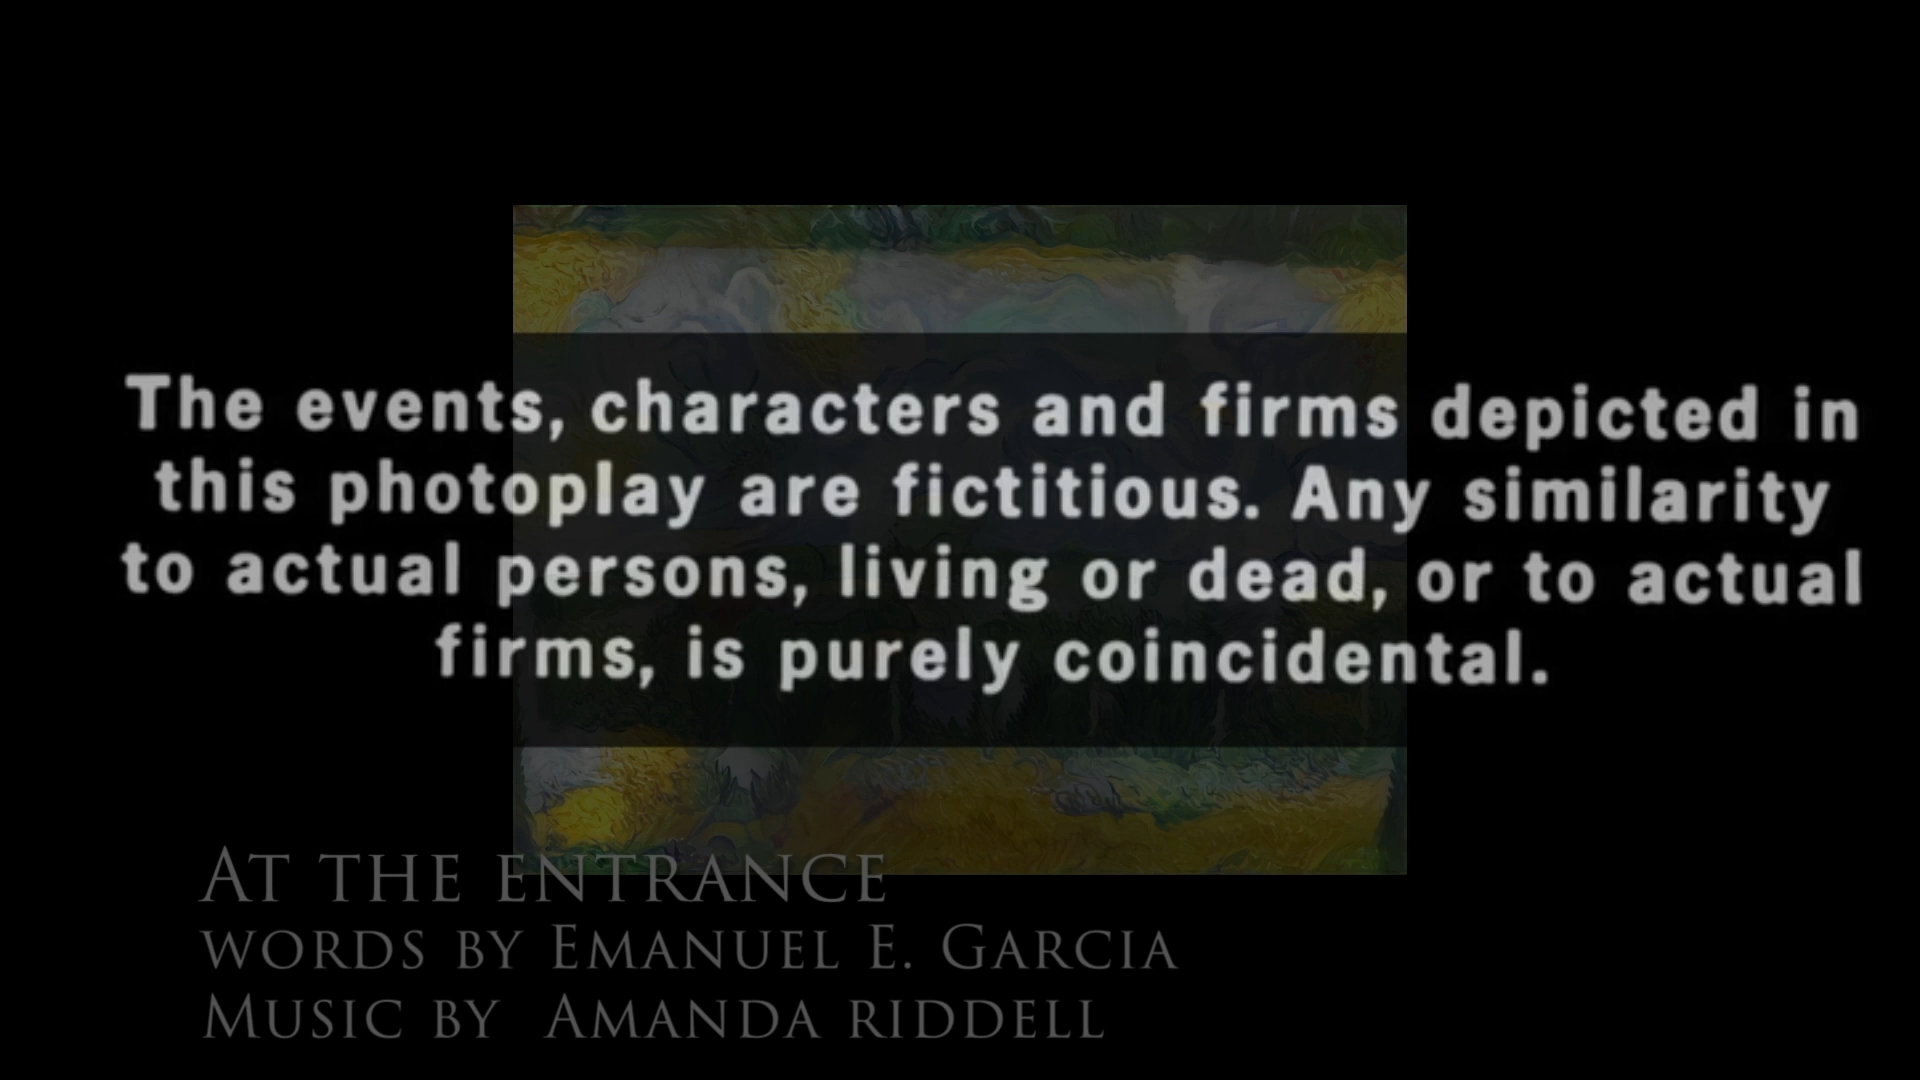 The events, characters and firms depicted in
this photoplay are fictitious. Any similarity
to actual persons, living or dead, or to actual
firms, is purely coincidental.
At the entrance
words by Emanuel E. Garcia
Music by Amanda riddell